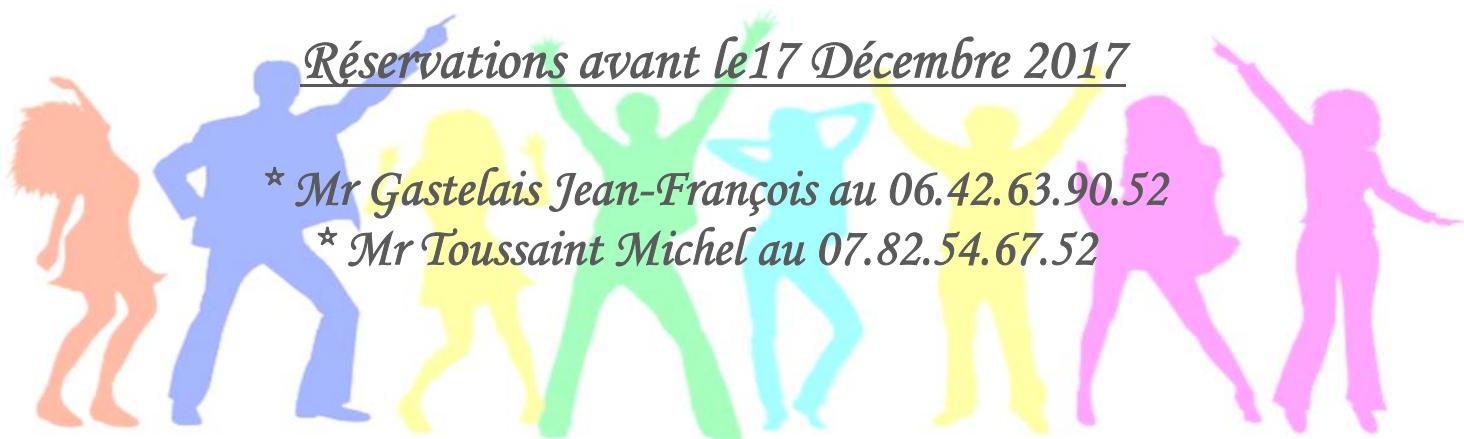 Réservations avant le17 Décembre 2017
* Mr Gastelais Jean-François au 06.42.63.90.52
* Mr Toussaint Michel au 07.82.54.67.52